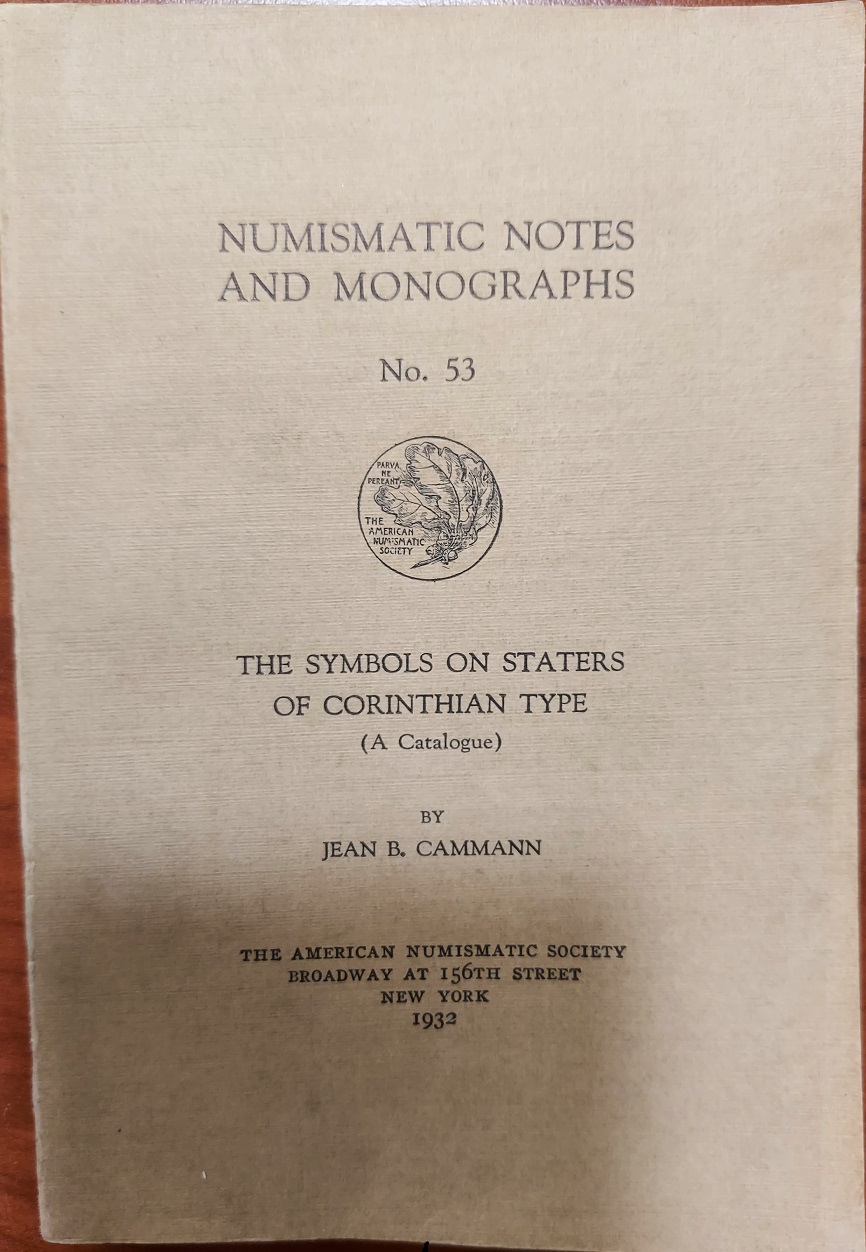 NUMISMATIC NOTES
AND MONOGRAPHS
No. 53
PARVA
NE
PEREANT
THE
AMERICAN
NUMISMATIC
SOCIETY
THE SYMBOLS ON STATERS
OF CORINTHIAN TYPE
(A Catalogue)
BY
JEAN B. CAMMANN
THE AMERICAN NUMISMATIC SOCIETY
BROADWAY AT 156TH STREET
NEW YORK
1932